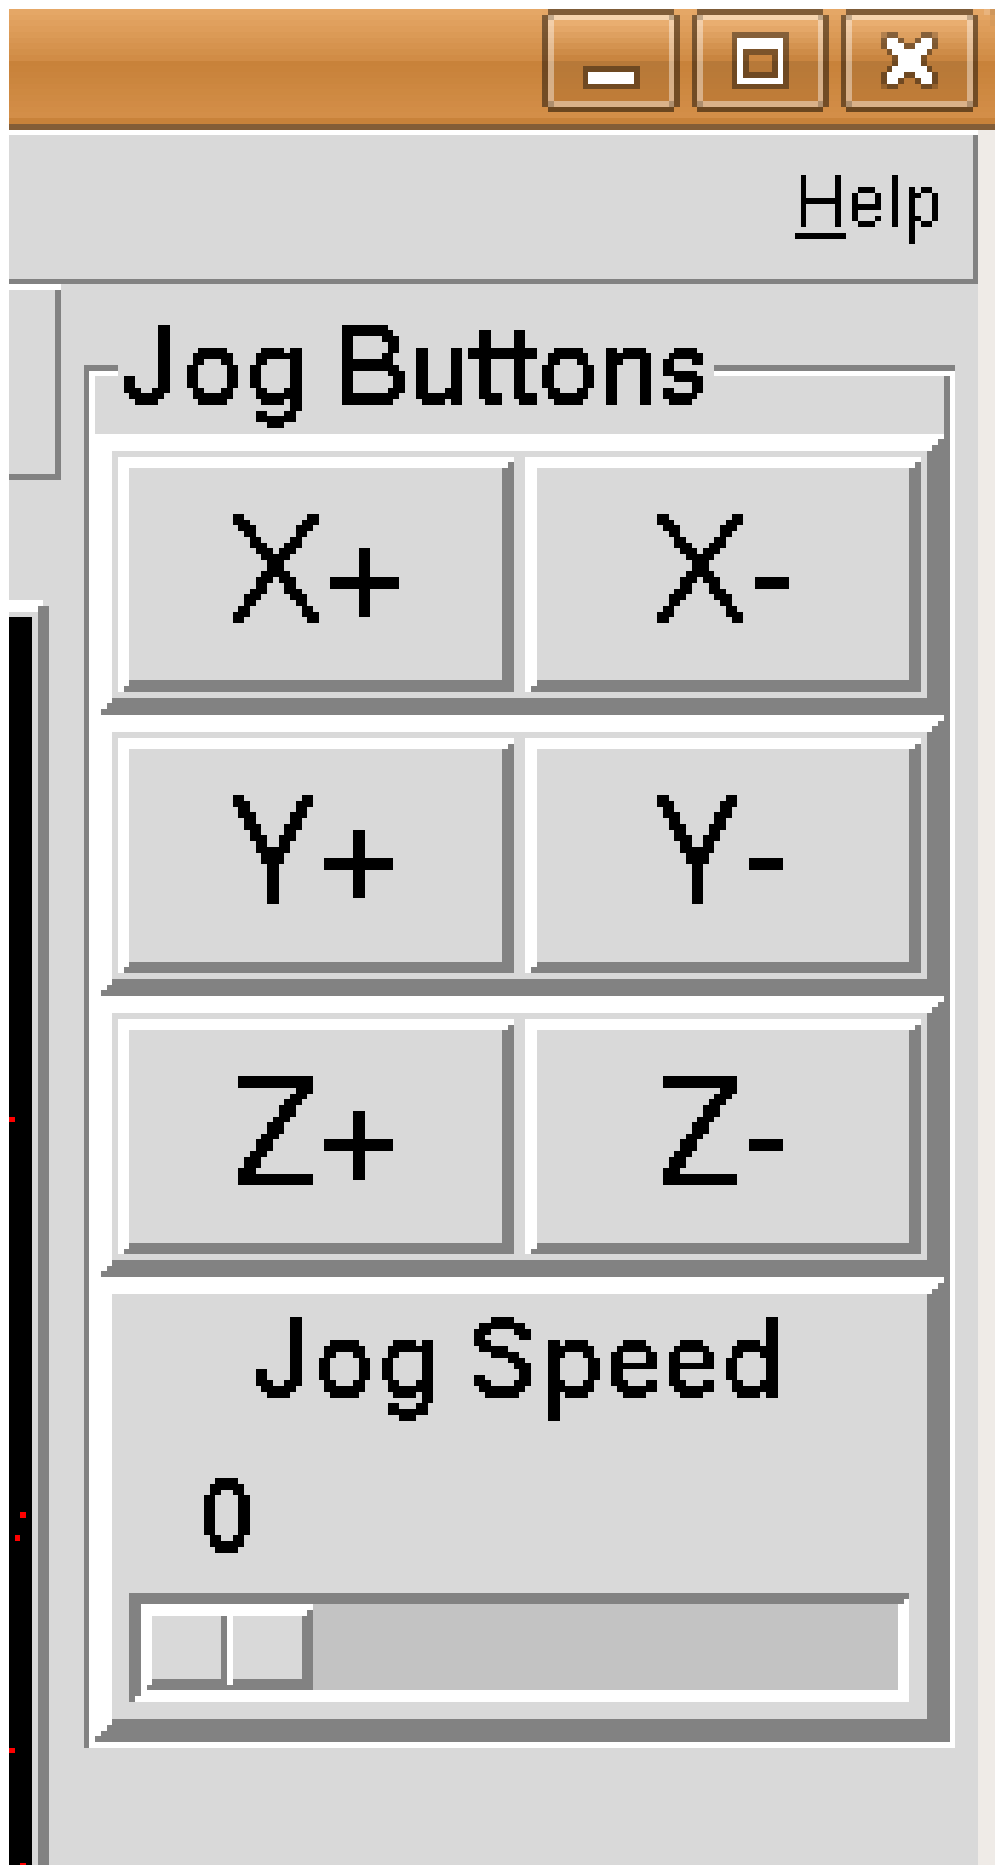 Help
Jog Buttons
X+ X-
Y+ Y-
Z+ Z-
Jog Speed
0